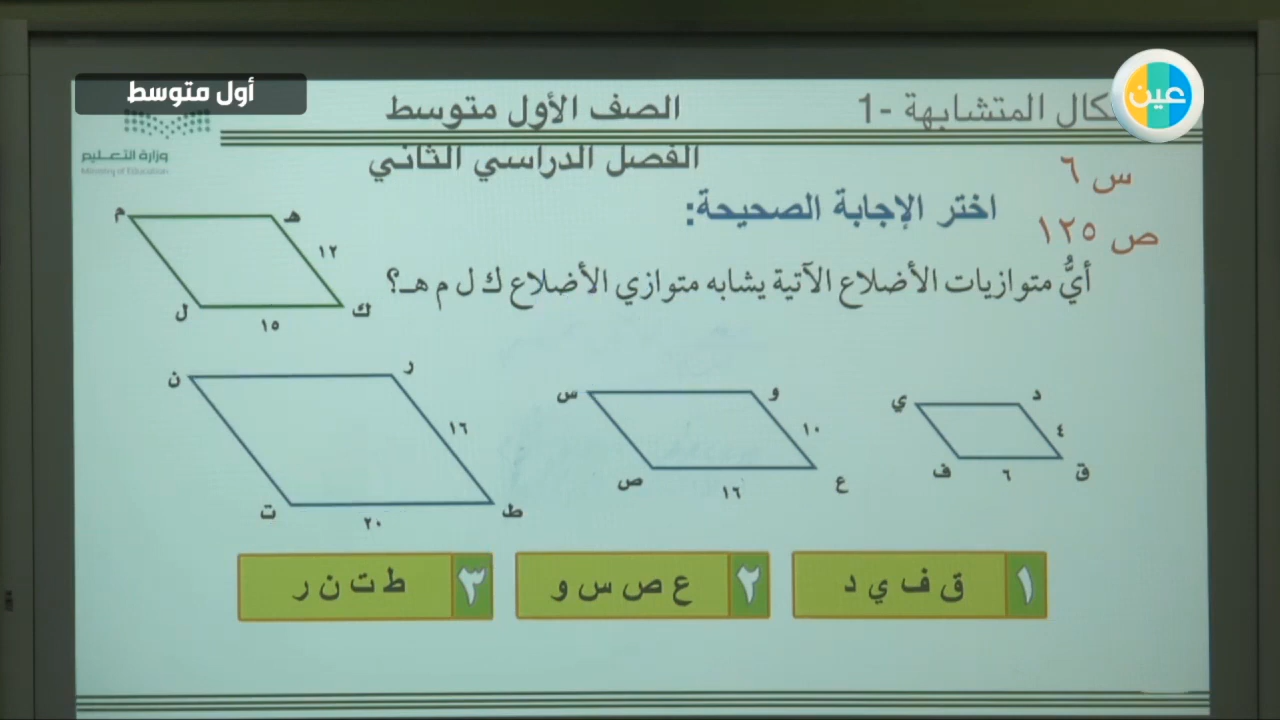 أول متوسط
عين
كال المتشابهة -1
الصف الأول متوسط
الفصل الدراسي الثاني
وزارة التعليم
Ministry of Education
س ٦
ص ١٢٥
اختر الإجابة الصحيحة:
أيُّ متوازيات الأضلاع الآتية يشابه متوازي الأضلاع ك ل م هـ؟
م هـ
١٢
ل ك
١٥
ي د
٤
ف ق
٦
س و
١٠
ص ع
١٦
ن ر
١٦
ت ط
٢٠
١ ق ف ي د
٢ ع ص س و
٣ ط ت ن ر